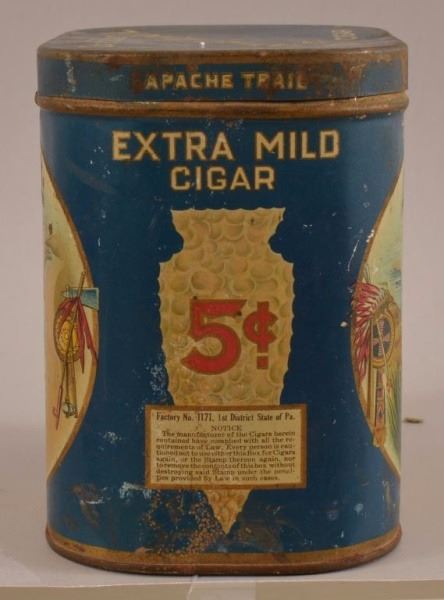 APACHE TRAIL
EXTRA MILD
CIGAR
5¢
Factory No. 1171, 1st District State of Pa.
NOTICE
The manufacturer of the Cigars herein
contained have complied with all the re-
quirements of Law. Every person is cau-
tioned not to use either this Box for Cigars
again, or the Stamp thereon again, nor
to remove the contents of this box without
destroying said Stamp under the penal-
ties provided by Law in such cases.